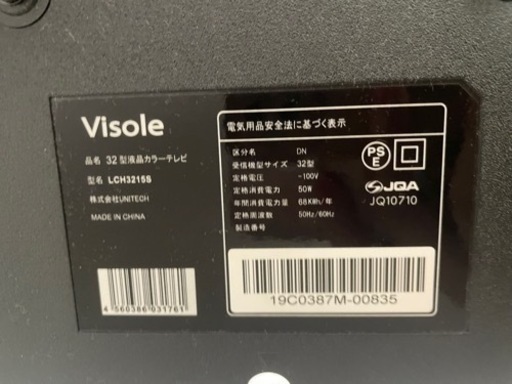 Visole
品名 32型液晶カラーテレビ
型名 LCH3215S
株式会社UNITECH
MADE IN CHINA
4 560386 031761
電気用品安全法に基づく表示
区分名 DN
受信機型サイズ 32型
定格電圧 ~100V
定格消費電力 50W
年間消費電力量 68KWh/年
定格周波数 50Hz/60Hz
製造番号
PS
E
JQA
JQ10710
19C0387M-00835